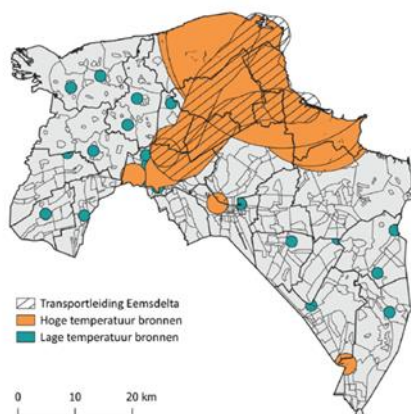 Transportleiding Eemsdelta
Hoge temperatuur bronnen
Lage temperatuur bronnen
0 10 20 km